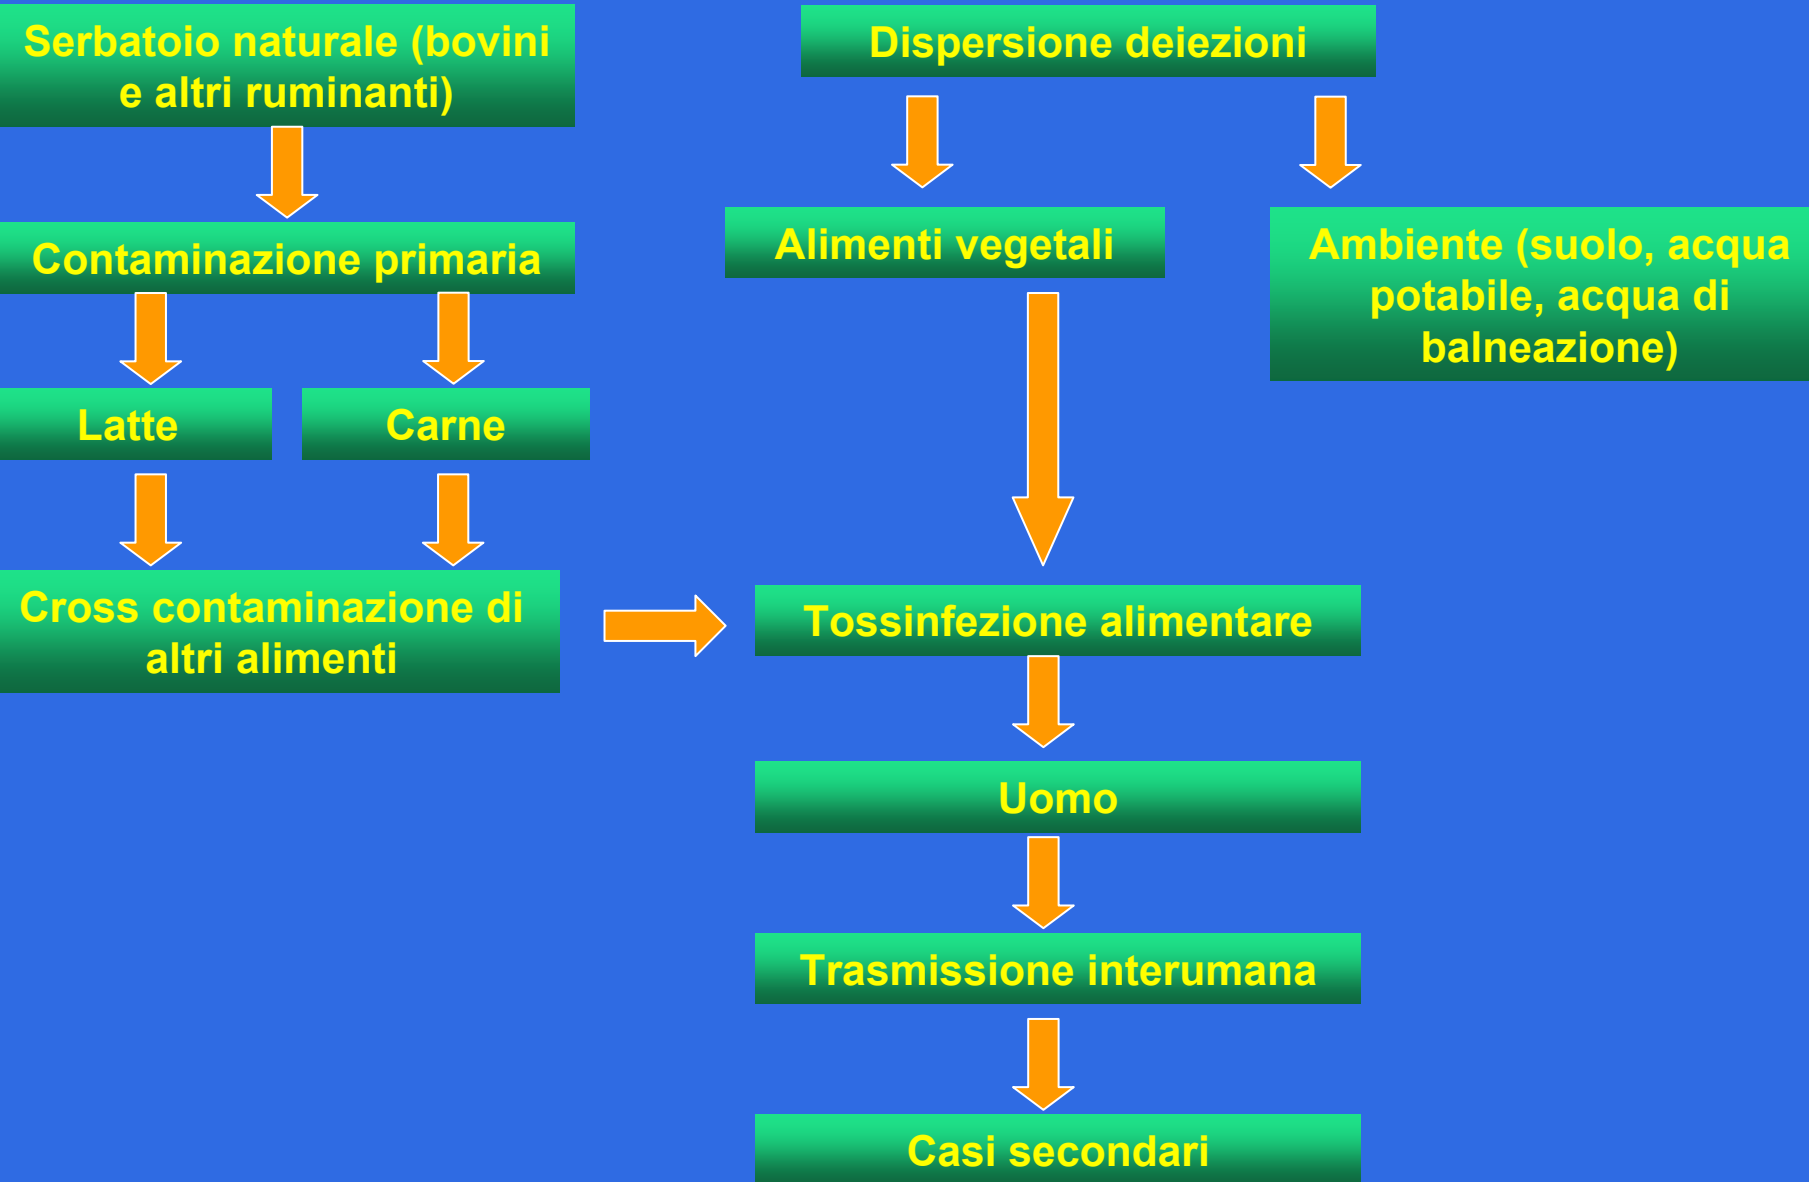 Serbatoio naturale (bovini
e altri ruminanti)
Dispersione deiezioni
Contaminazione primaria
Alimenti vegetali
Ambiente (suolo, acqua
potabile, acqua di
balneazione)
Latte
Carne
Cross contaminazione di
altri alimenti
Tossinfezione alimentare
Uomo
Trasmissione interumana
Casi secondari